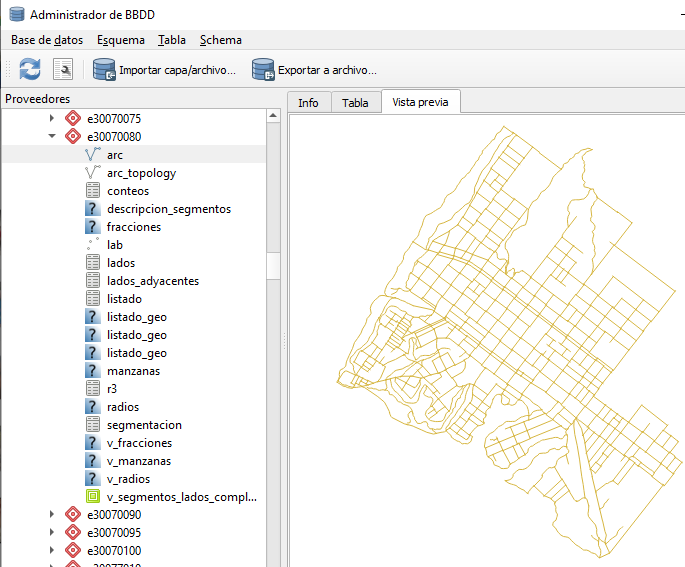 Administrador de BBDD
Base de datos Esquema Tabla Schema
Importar capa/archivo... Exportar a archivo...
Proveedores
Info Tabla Vista previa
e30070075
e30070080
arc
arc_topology
conteos
descripcion_segmentos
fracciones
lab
lados
lados_adyacentes
listado
listado_geo
listado_geo
listado_geo
manzanas
r3
radios
segmentacion
v_fracciones
v_manzanas
v_radios
v_segmentos_lados_compl...
e30070090
e30070095
e30070100